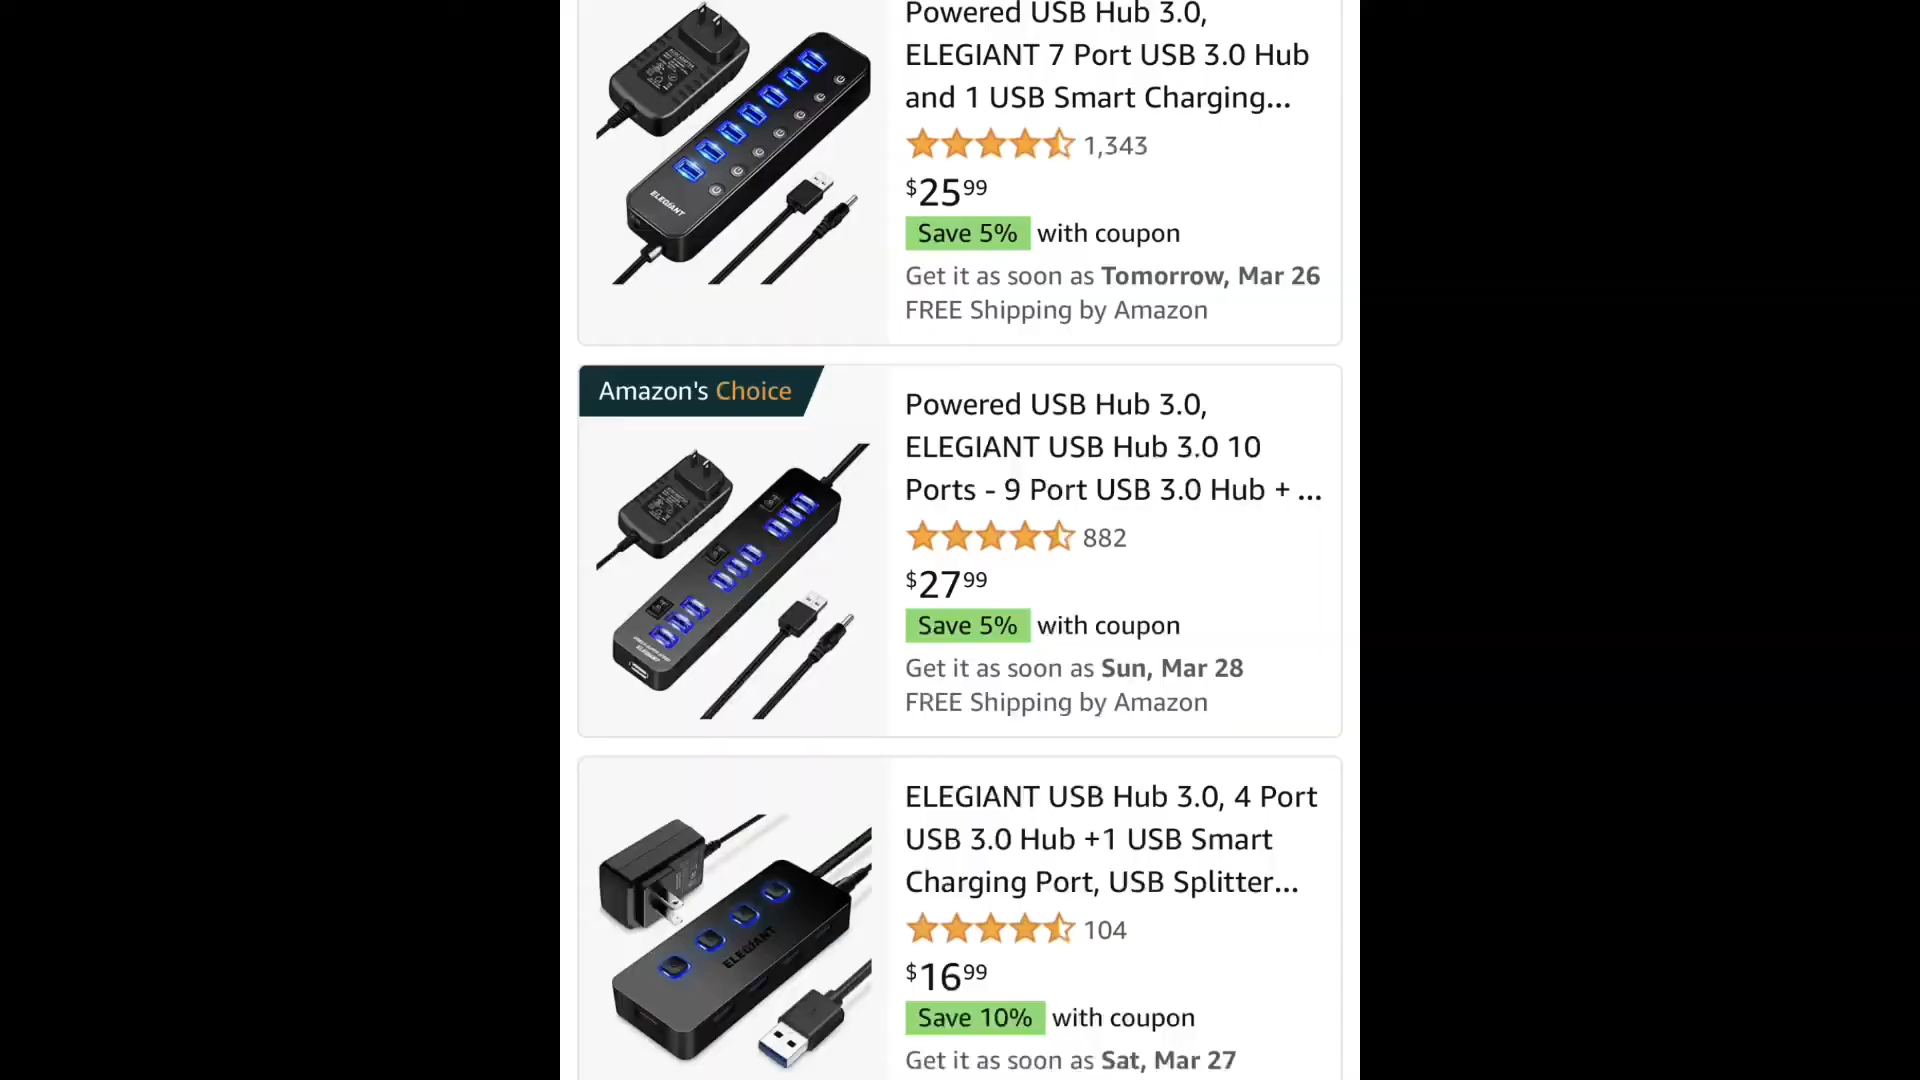 Powered USB Hub 3.0,
ELEGIANT 7 Port USB 3.0 Hub
and 1 USB Smart Charging...
1,343
$25 99
Save 5% with coupon
Get it as soon as Tomorrow, Mar 26
FREE Shipping by Amazon
ELEGIANT
Amazon's Choice
Powered USB Hub 3.0,
ELEGIANT USB Hub 3.0 10
Ports - 9 Port USB 3.0 Hub + ...
882
$27 99
Save 5% with coupon
Get it as soon as Sun, Mar 28
FREE Shipping by Amazon
ELEGIANT
ELEGIANT USB Hub 3.0, 4 Port
USB 3.0 Hub +1 USB Smart
Charging Port, USB Splitter...
104
$16 99
Save 10% with coupon
Get it as soon as Sat, Mar 27
ELEGIANT